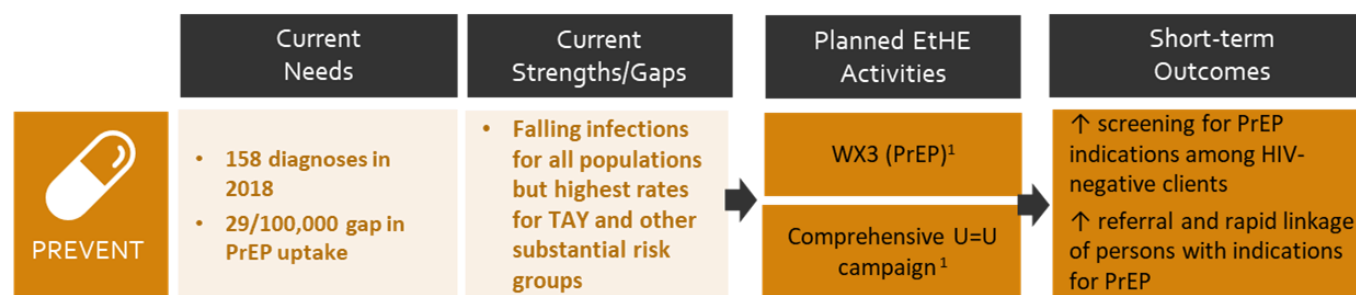 Current
Needs
Current
Strengths/Gaps
Planned EtHE
Activities
Short-term
Outcomes
PREVENT
• 158 diagnoses in
2018
• 29/100,000 gap in
PrEP uptake
• Falling infections
for all populations
but highest rates
for TAY and other
substantial risk
groups
WX3 (PrEP)¹
Comprehensive U=U
campaign¹
↑ screening for PrEP
indications among HIV-
negative clients
↑ referral and rapid linkage
of persons with indications
for PrEP